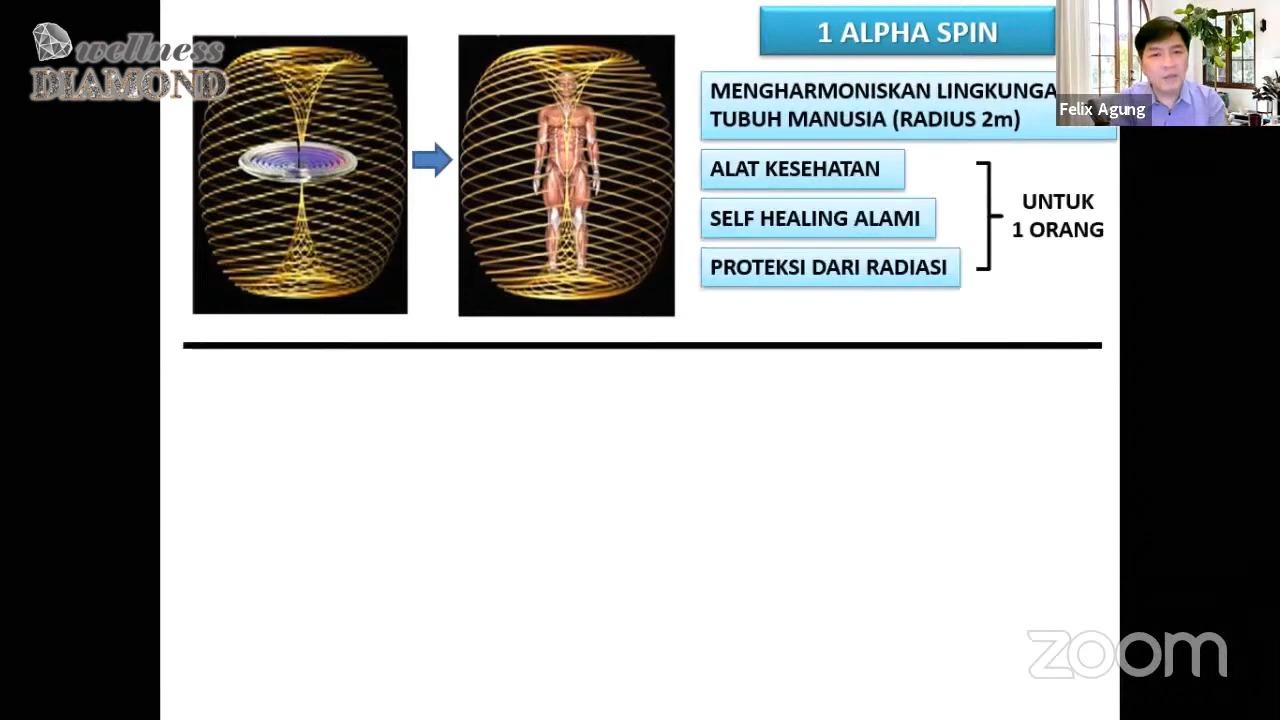 wellness
DIAMOND
1 ALPHA SPIN
MENGHARMONISKAN LINGKUNGA
TUBUH MANUSIA (RADIUS 2m)
Felix Agung
ALAT KESEHATAN
SELF HEALING ALAMI
PROTEKSI DARI RADIASI
UNTUK
1 ORANG
zoom